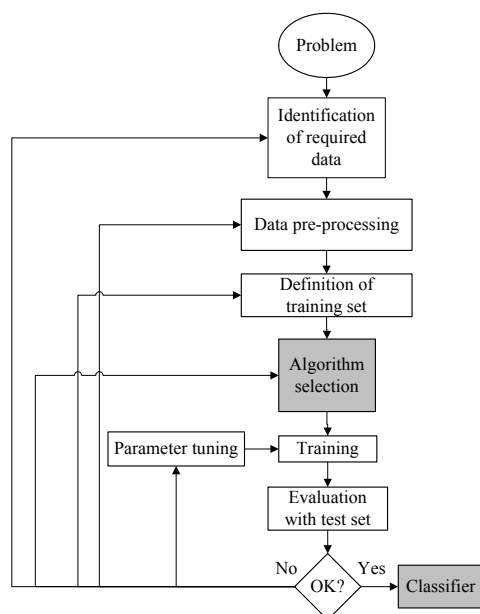 Problem
Identification
of required
data
Data pre-processing
Definition of
training set
Algorithm
selection
Parameter tuning
Training
Evaluation
with test set
No
OK?
Yes
Classifier